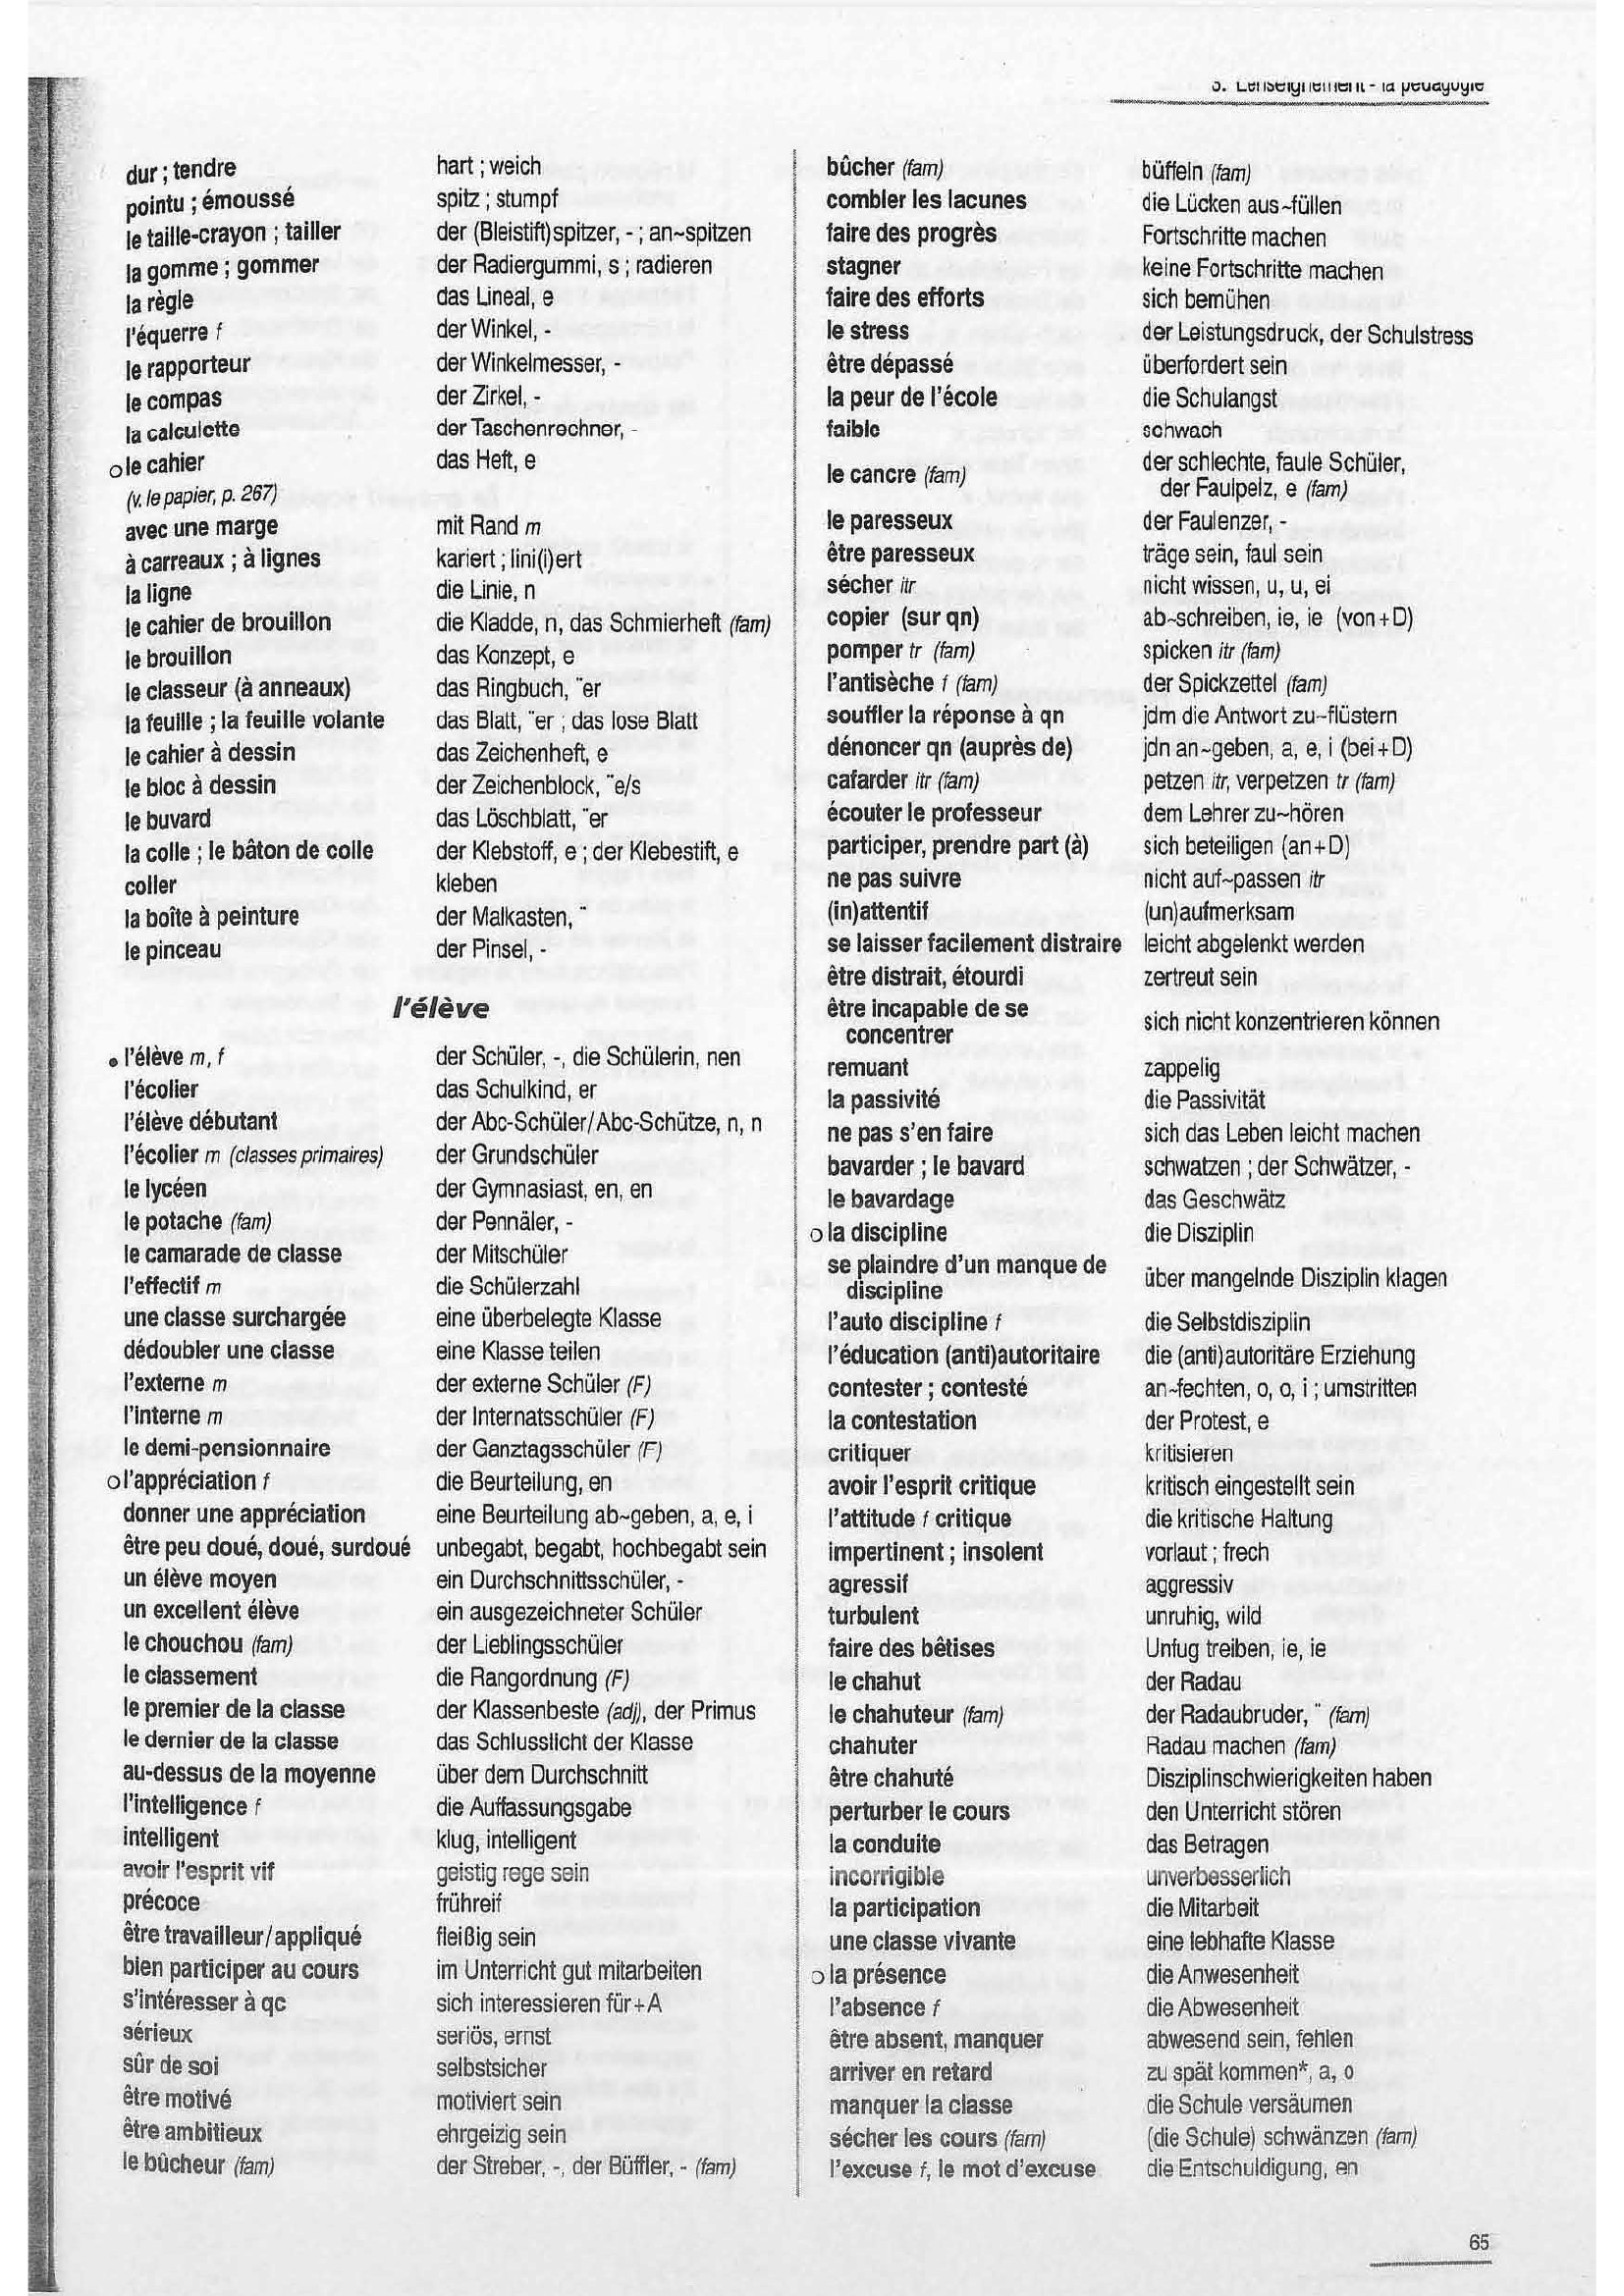 5. L'enseignement - la pédagogie
dur ; tendre hart ; weich
pointu ; émoussé spitz ; stumpf
le taille-crayon ; tailler der (Bleistift)spitzer, - ; an~spitzen
la gomme ; gommer der Radiergummi, s ; radieren
la règle das Lineal, e
l'équerre f der Winkel, -
le rapporteur der Winkelmesser, -
le compas der Zirkel, -
la calculette der Taschenrechner, -
o le cahier das Heft, e
(v. le papier, p. 267)
avec une marge mit Rand m
à carreaux ; à lignes kariert ; lini(i)ert
la ligne die Linie, n
le cahier de brouillon die Kladde, n, das Schmierheft (fam)
le brouillon das Konzept, e
le classeur (à anneaux) das Ringbuch, ¨er
la feuille ; la feuille volante das Blatt, ¨er ; das lose Blatt
le cahier à dessin das Zeichenheft, e
le bloc à dessin der Zeichenblock, ¨e/s
le buvard das Löschblatt, ¨er
la colle ; le bâton de colle der Klebstoff, e ; der Klebestift, e
coller kleben
la boîte à peinture der Malkasten, ¨
le pinceau der Pinsel, -
l'élève
• l'élève m, f der Schüler, -, die Schülerin, nen
l'écolier das Schulkind, er
l'élève débutant der Abc-Schüler/Abc-Schütze, n, n
l'écolier m (classes primaires) der Grundschüler
le lycéen der Gymnasiast, en, en
le potache (fam) der Pennäler, -
le camarade de classe der Mitschüler
l'effectif m die Schülerzahl
une classe surchargée eine überbelegte Klasse
dédoubler une classe eine Klasse teilen
l'externe m der externe Schüler (F)
l'interne m der Internatsschüler (F)
le demi-pensionnaire der Ganztagsschüler (F)
o l'appréciation f die Beurteilung, en
donner une appréciation eine Beurteilung ab~geben, a, e, i
être peu doué, doué, surdoué unbegabt, begabt, hochbegabt sein
un élève moyen ein Durchschnittsschüler, -
un excellent élève ein ausgezeichneter Schüler
le chouchou (fam) der Lieblingsschüler
le classement die Rangordnung (F)
le premier de la classe der Klassenbeste (adj), der Primus
le dernier de la classe das Schlusslicht der Klasse
au-dessus de la moyenne über dem Durchschnitt
l'intelligence f die Auffassungsgabe
intelligent klug, intelligent
avoir l'esprit vif geistig rege sein
précoce frühreif
être travailleur/appliqué fleißig sein
bien participer au cours im Unterricht gut mitarbeiten
s'intéresser à qc sich interessieren für+A
sérieux seriös, ernst
sûr de soi selbstsicher
être motivé motiviert sein
être ambitieux ehrgeizig sein
le bûcheur (fam) der Streber, -, der Büffler, - (fam)
bûcher (fam) büffeln (fam)
combler les lacunes die Lücken aus~füllen
faire des progrès Fortschritte machen
stagner keine Fortschritte machen
faire des efforts sich bemühen
le stress der Leistungsdruck, der Schulstress
être dépassé überfordert sein
la peur de l'école die Schulangst
faible schwach
le cancre (fam) der schlechte, faule Schüler,
der Faulpelz, e (fam)
le paresseux der Faulenzer, -
être paresseux träge sein, faul sein
sécher itr nicht wissen, u, u, ei
copier (sur qn) ab~schreiben, ie, ie (von+D)
pomper tr (fam) spicken itr (fam)
l'antisèche f (fam) der Spickzettel (fam)
souffler la réponse à qn jdm die Antwort zu~flüstern
dénoncer qn (auprès de) jdn an~geben, a, e, i (bei+D)
cafarder itr (fam) petzen itr, verpetzen tr (fam)
écouter le professeur dem Lehrer zu~hören
participer, prendre part (à) sich beteiligen (an+D)
ne pas suivre nicht auf~passen itr
(in)attentif (un)aufmerksam
se laisser facilement distraire leicht abgelenkt werden
être distrait, étourdi zertreut sein
être incapable de se
concentrer sich nicht konzentrieren können
remuant zappelig
la passivité die Passivität
ne pas s'en faire sich das Leben leicht machen
bavarder ; le bavard schwatzen ; der Schwätzer, -
le bavardage das Geschwätz
o la discipline die Disziplin
se plaindre d'un manque de
discipline über mangelnde Disziplin klagen
l'auto discipline f die Selbstdisziplin
l'éducation (anti)autoritaire die (anti)autoritäre Erziehung
contester ; contesté an~fechten, o, o, i ; umstritten
la contestation der Protest, e
critiquer kritisieren
avoir l'esprit critique kritisch eingestellt sein
l'attitude f critique die kritische Haltung
impertinent ; insolent vorlaut ; frech
agressif aggressiv
turbulent unruhig, wild
faire des bêtises Unfug treiben, ie, ie
le chahut der Radau
le chahuteur (fam) der Radaubruder, ¨ (fam)
chahuter Radau machen (fam)
être chahuté Disziplinschwierigkeiten haben
perturber le cours den Unterricht stören
la conduite das Betragen
incorrigible unverbesserlich
la participation die Mitarbeit
une classe vivante eine lebhafte Klasse
o la présence die Anwesenheit
l'absence f die Abwesenheit
être absent, manquer abwesend sein, fehlen
arriver en retard zu spät kommen*, a, o
manquer la classe die Schule versäumen
sécher les cours (fam) (die Schule) schwänzen (fam)
l'excuse f, le mot d'excuse die Entschuldigung, en
65